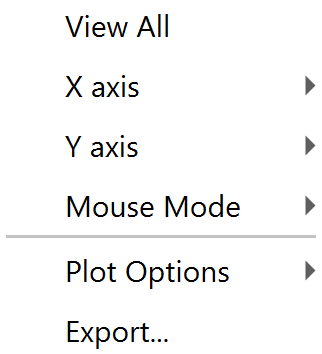 View All
X axis
Y axis
Mouse Mode
Plot Options
Export...